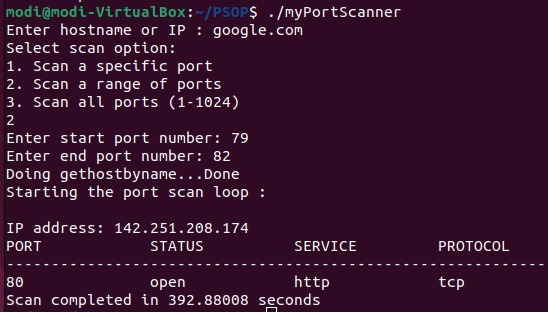 modi@modi-VirtualBox:~/PSOP$ ./myPortScanner
Enter hostname or IP : google.com
Select scan option:
1. Scan a specific port
2. Scan a range of ports
3. Scan all ports (1-1024)
2
Enter start port number: 79
Enter end port number: 82
Doing gethostbyname...Done
Starting the port scan loop :
IP address: 142.251.208.174
PORT STATUS SERVICE PROTOCOL
------------------------------------------------------------
80 open http tcp
Scan completed in 392.88008 seconds